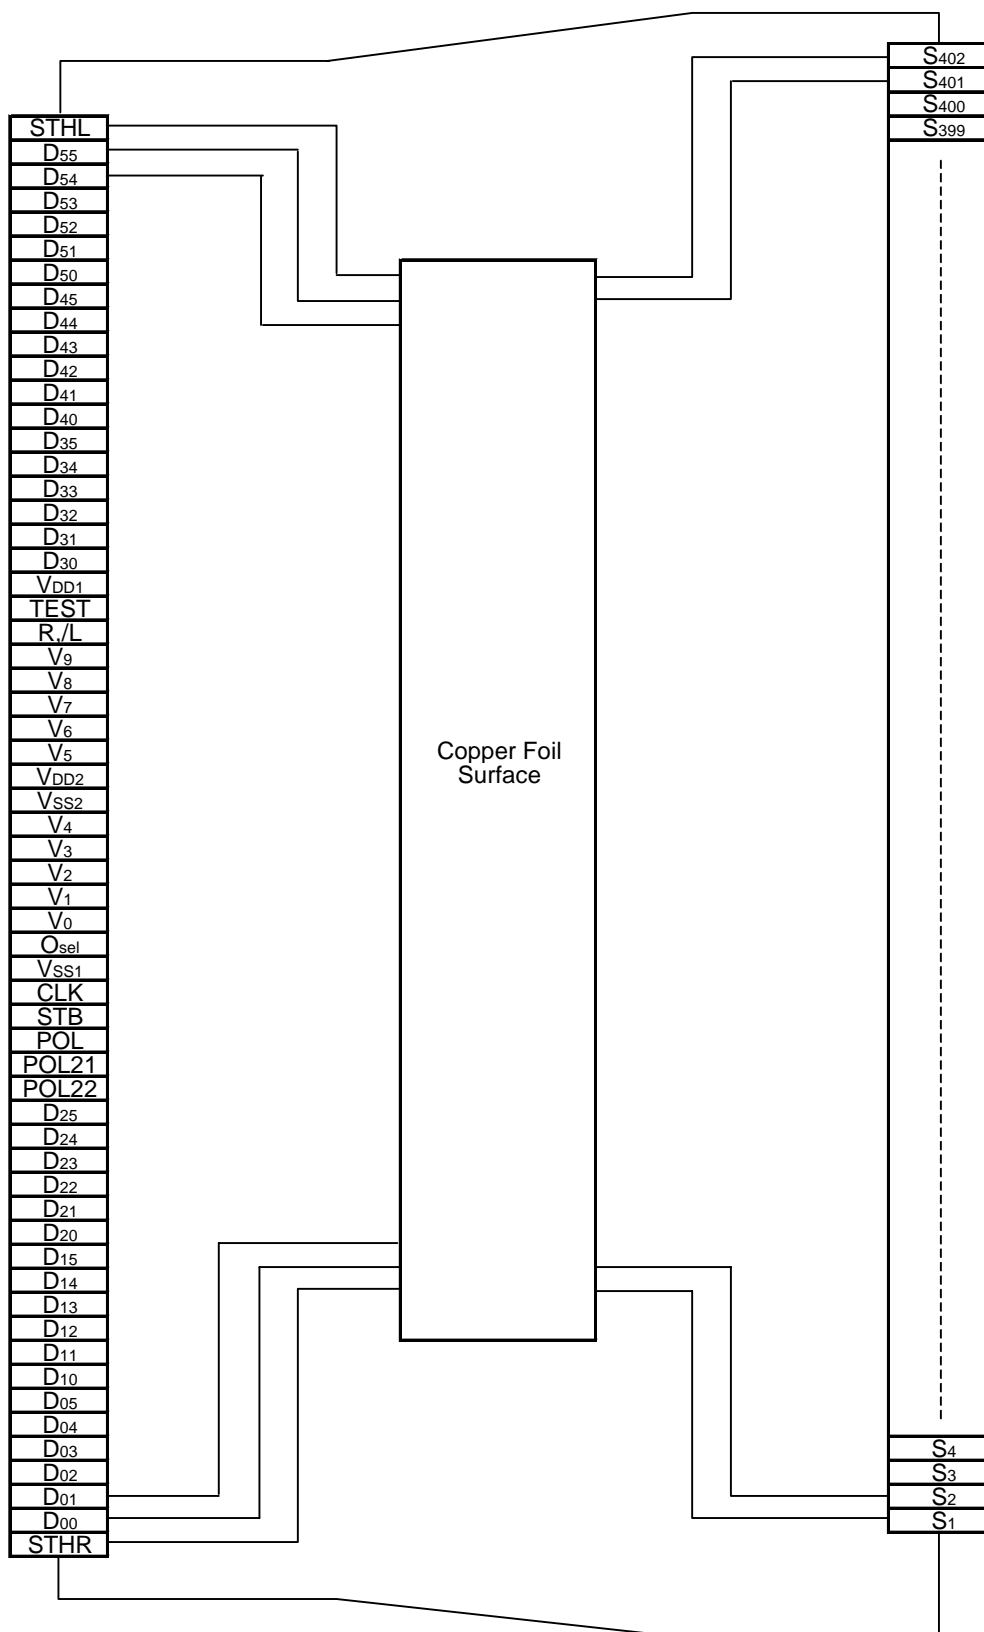 STHL
D55
D54
D53
D52
D51
D50
D45
D44
D43
D42
D41
D40
D35
D34
D33
D32
D31
D30
VDD1
TEST
R,/L
V9
V8
V7
V6
V5
VDD2
VSS2
V4
V3
V2
V1
V0
Osel
VSS1
CLK
STB
POL
POL21
POL22
D25
D24
D23
D22
D21
D20
D15
D14
D13
D12
D11
D10
D05
D04
D03
D02
D01
D00
STHR
Copper Foil
Surface
S402
S401
S400
S399
S4
S3
S2
S1